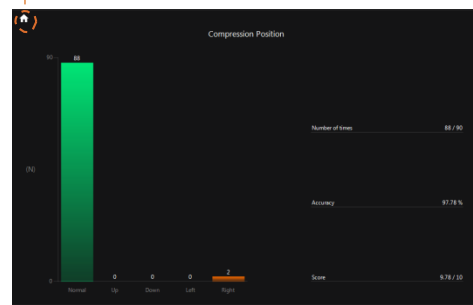 Compression Position
90
88
Number of times 88 / 90
(N)
Accuracy 97.78 %
0 0 0 2
Score 9.78 / 10
0
Normal Up Down Left Right